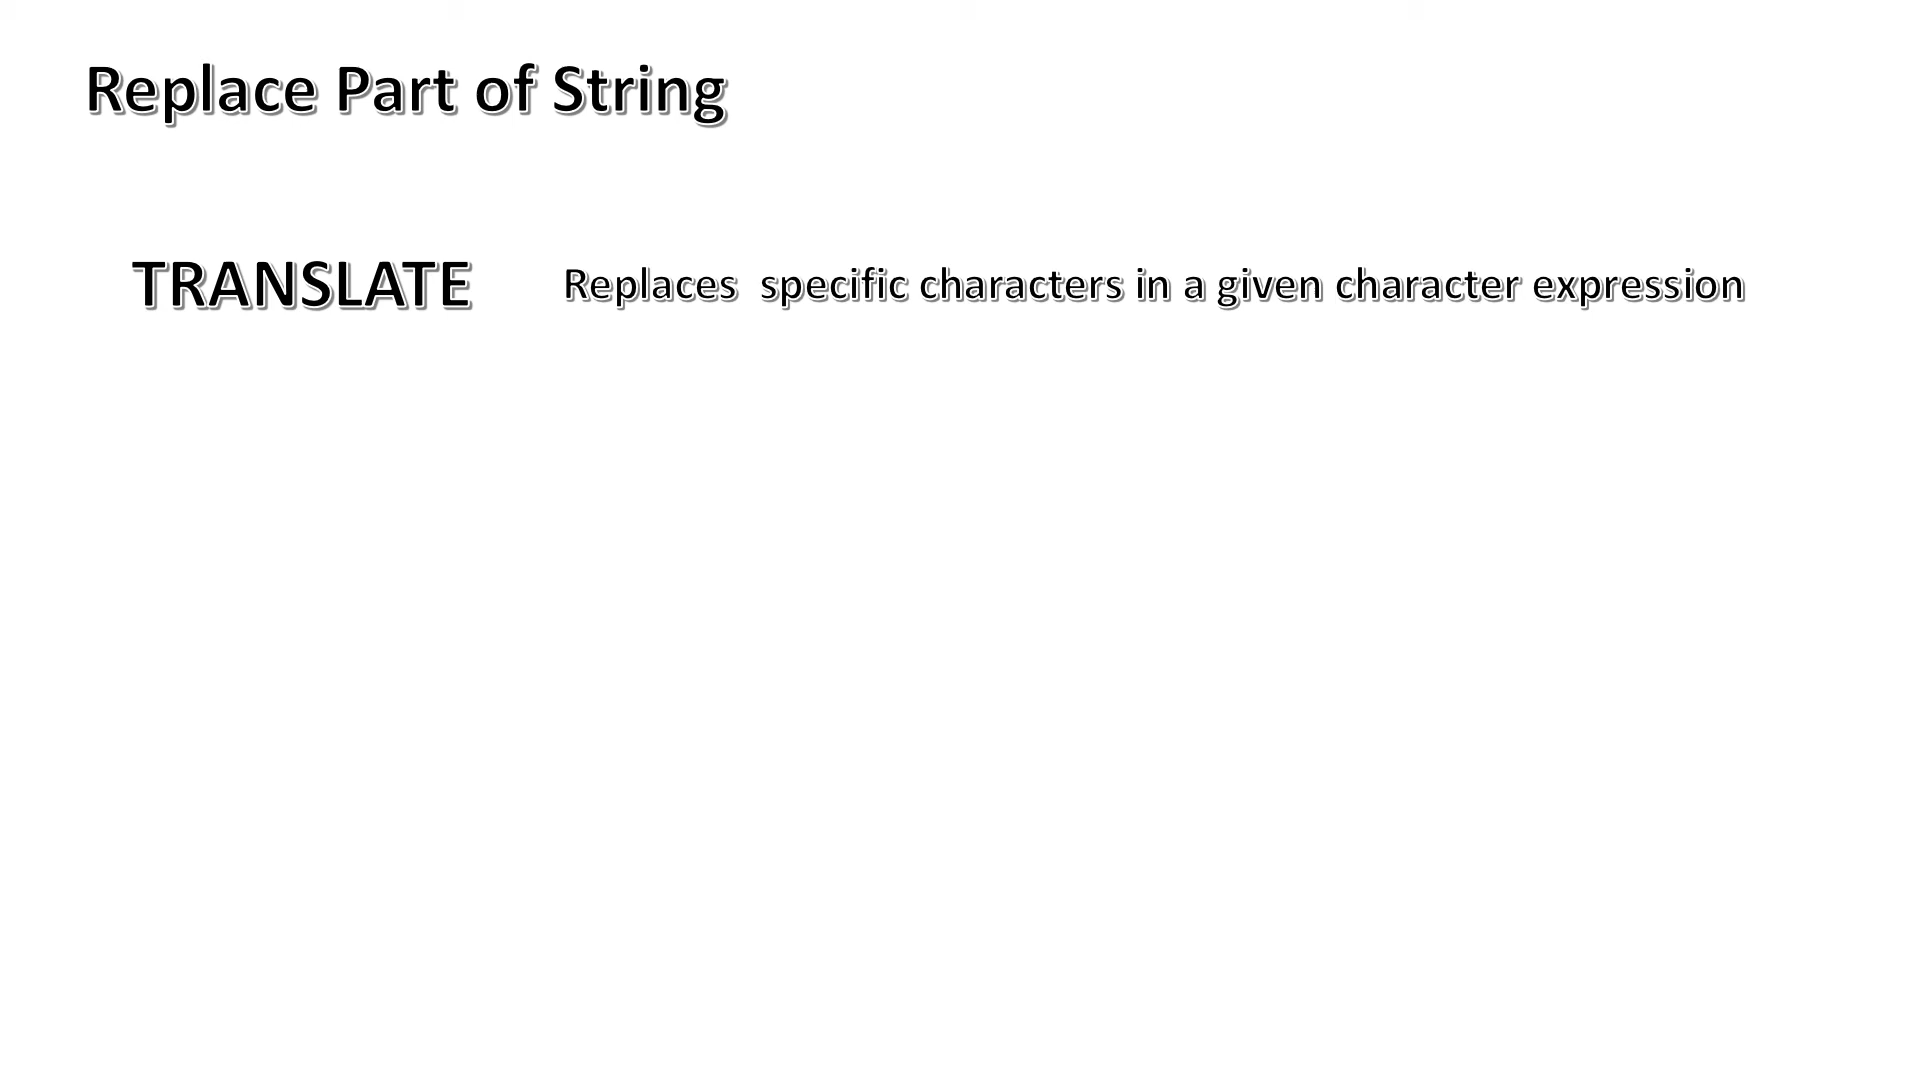 Replace Part of String
TRANSLATE Replaces  specific characters in a given character expression